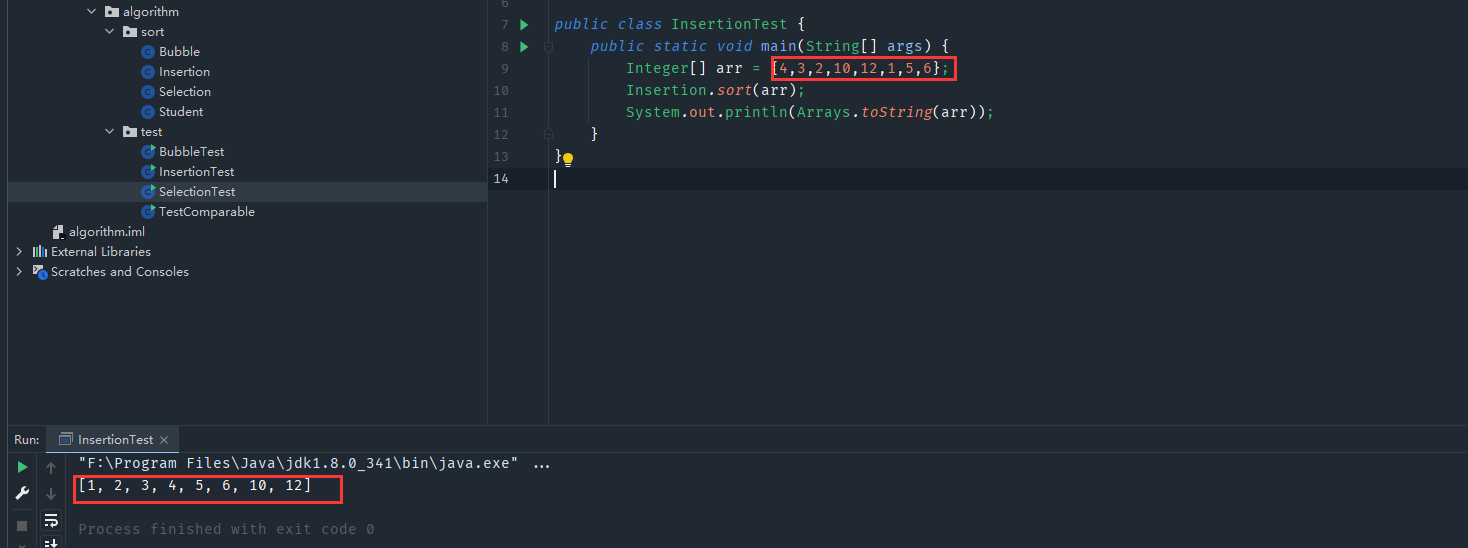 algorithm
sort
Bubble
Insertion
Selection
Student
test
BubbleTest
InsertionTest
SelectionTest
TestComparable
algorithm.iml
External Libraries
Scratches and Consoles
6
7 public class InsertionTest {
8 public static void main(String[] args) {
9 Integer[] arr = {4,3,2,10,12,1,5,6};
10 Insertion.sort(arr);
11 System.out.println(Arrays.toString(arr));
12 }
13 }
14
Run: InsertionTest
"F:\Program Files\Java\jdk1.8.0_341\bin\java.exe" ...
[1, 2, 3, 4, 5, 6, 10, 12]
Process finished with exit code 0